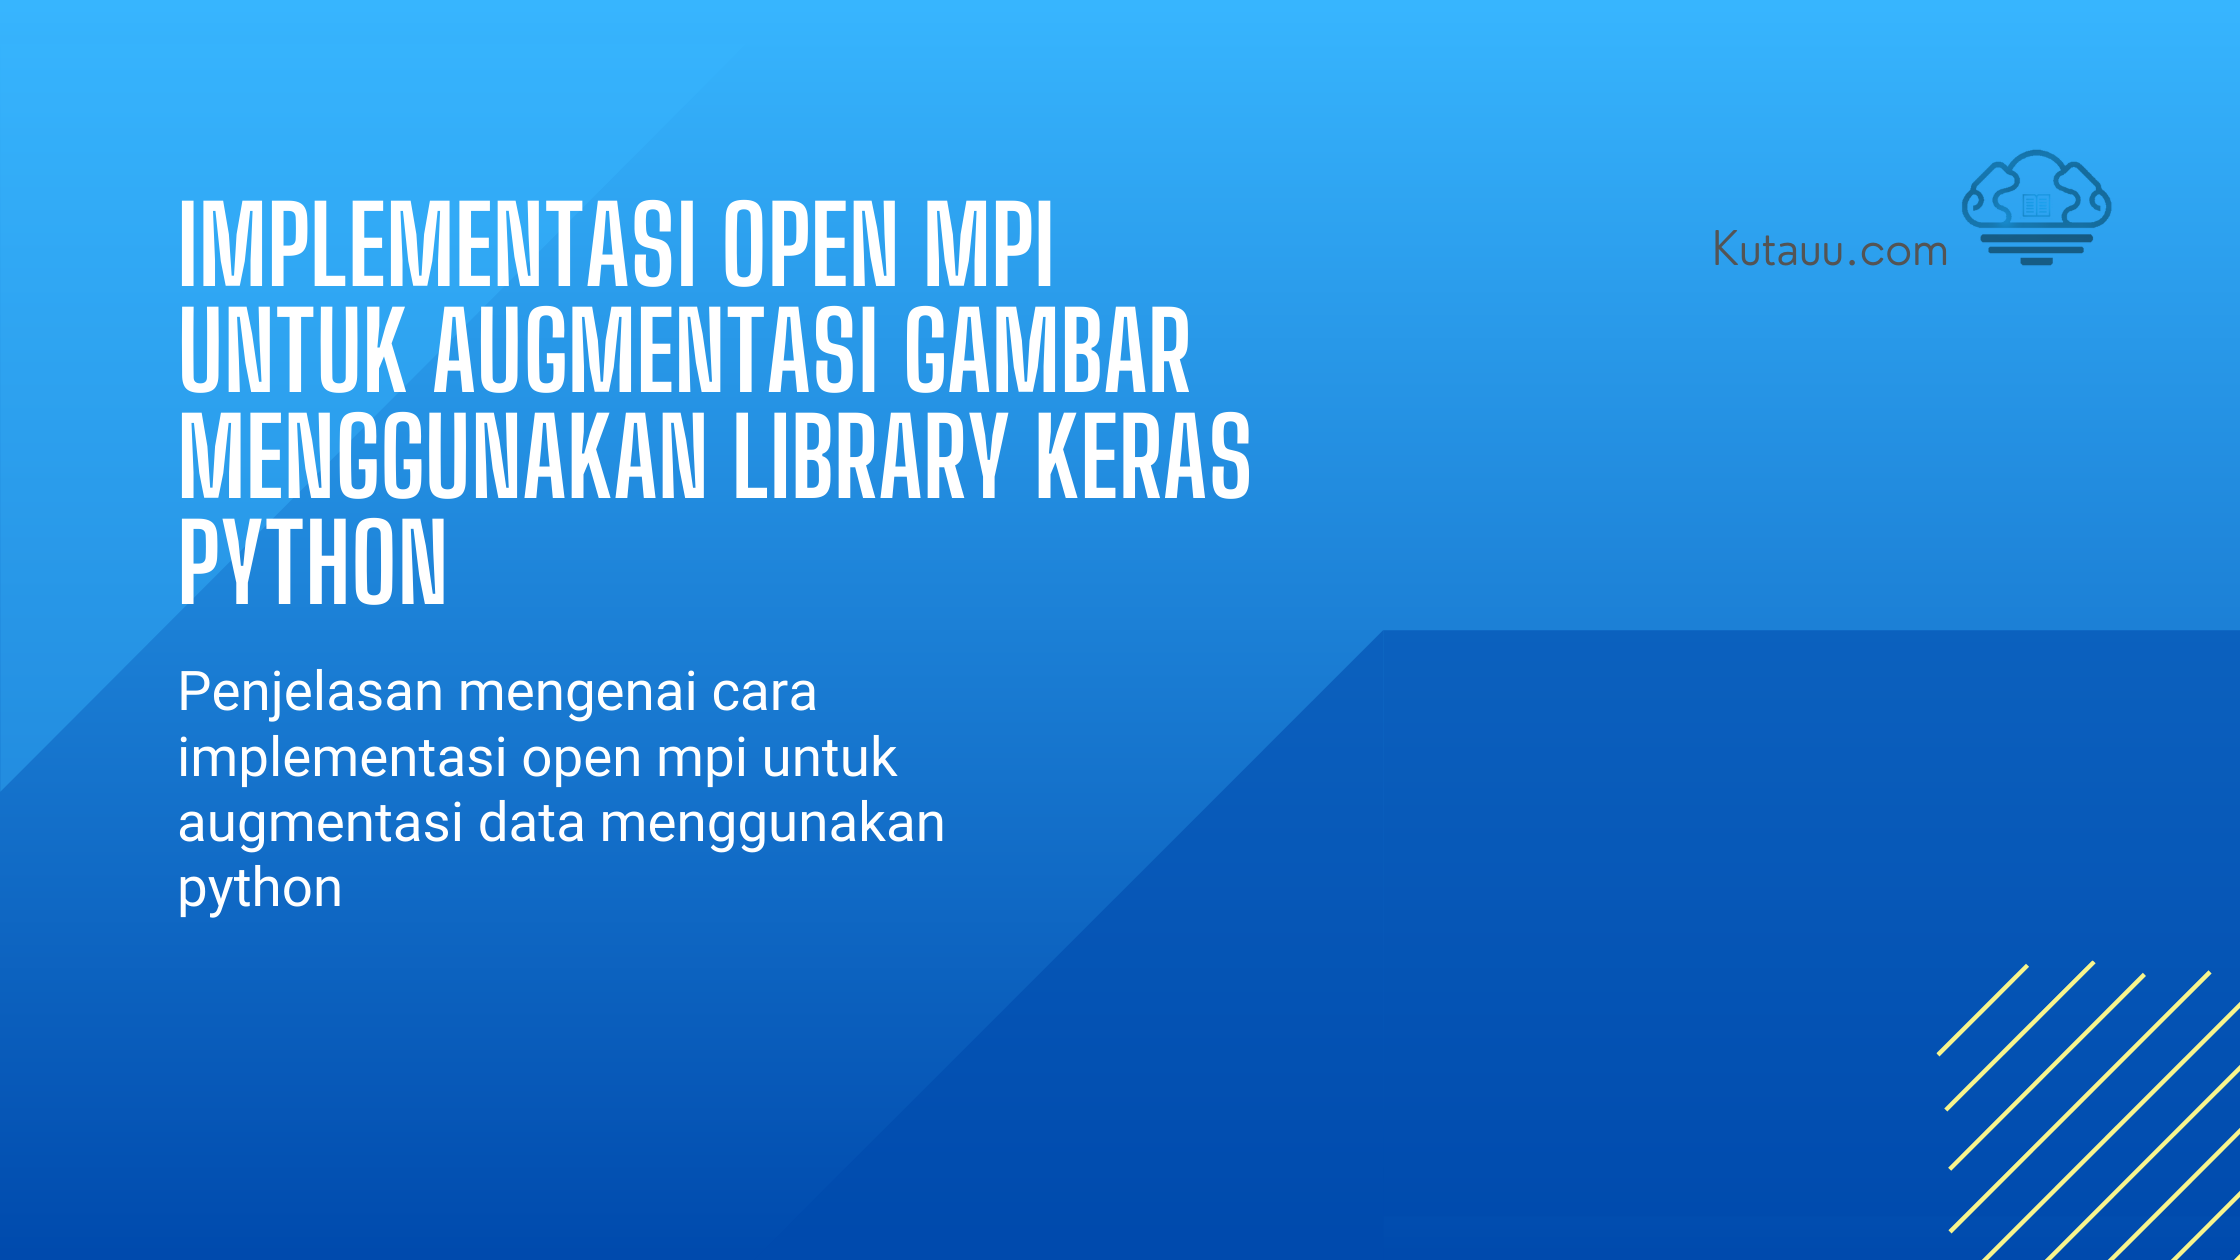 IMPLEMENTASI OPEN MPI
UNTUK AUGMENTASI GAMBAR
MENGGUNAKAN LIBRARY KERAS
PYTHON
Kutauu.com
Penjelasan mengenai cara
implementasi open mpi untuk
augmentasi data menggunakan
python